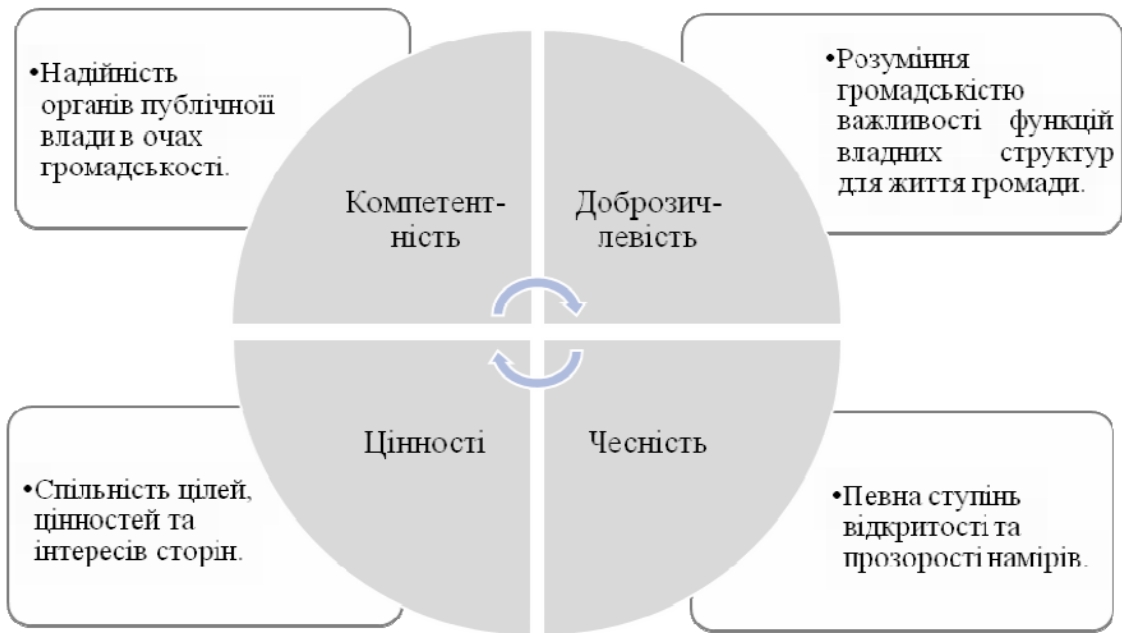 •Надійність
органів публічноїї
влади в очах
громадськості.
•Розуміння
громадськістю
важливості функцій
владних структур
для життя громади.
Компетент-
ність
Доброзич-
левість
Цінності
Чесність
•Спільність цілей,
цінностей та
інтересів сторін.
•Певна ступінь
відкритості та
прозорості намірів.